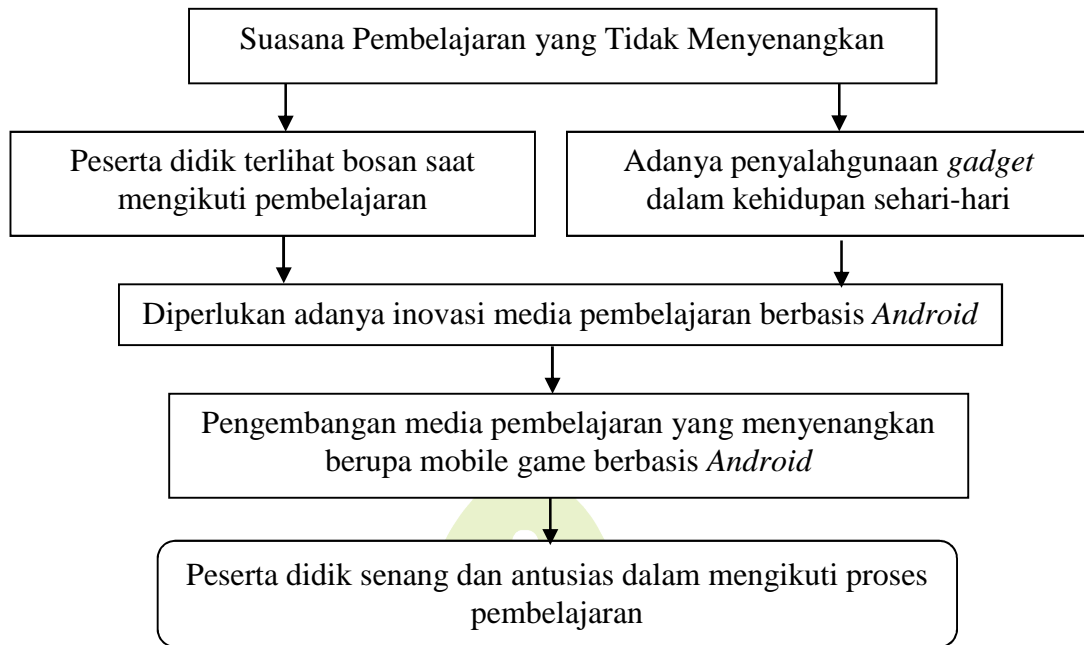 Suasana Pembelajaran yang Tidak Menyenangkan
Peserta didik terlihat bosan saat
mengikuti pembelajaran
Adanya penyalahgunaan gadget
dalam kehidupan sehari-hari
Diperlukan adanya inovasi media pembelajaran berbasis Android
Pengembangan media pembelajaran yang menyenangkan
berupa mobile game berbasis Android
Peserta didik senang dan antusias dalam mengikuti proses
pembelajaran